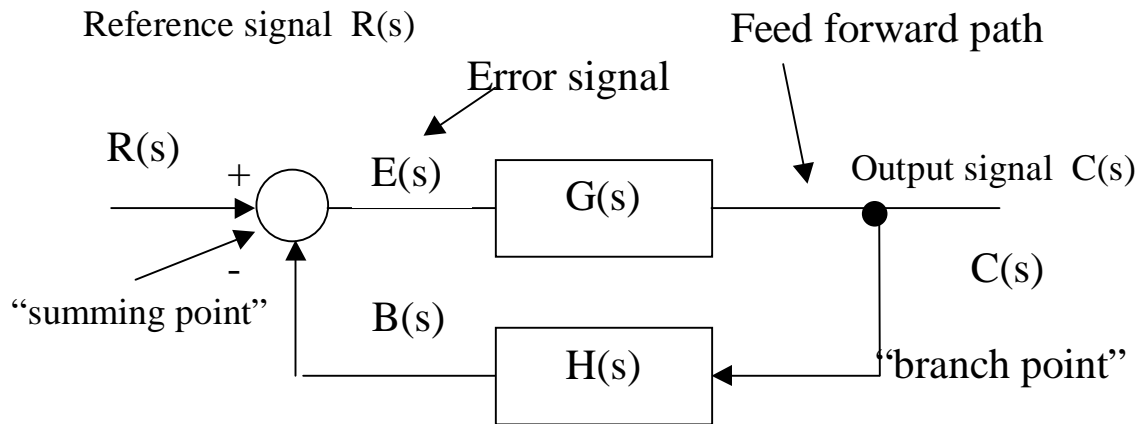 Reference signal R(s)
Feed forward path
Error signal
R(s)
+
E(s)
G(s)
Output signal C(s)
-
C(s)
“summing point”
B(s)
H(s)
“branch point”